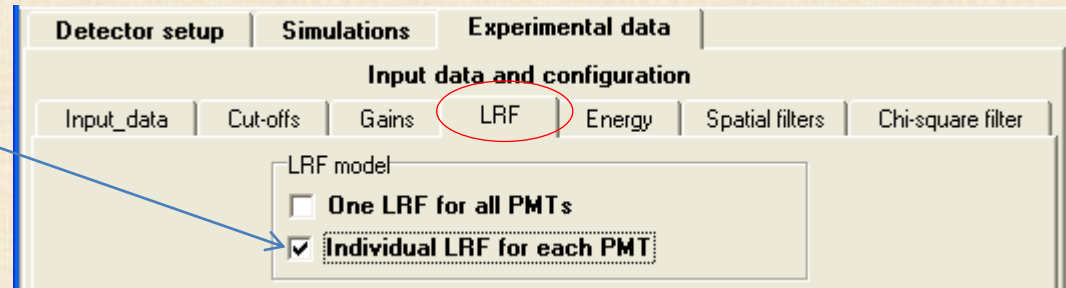 Detector setup Simulations Experimental data
Input data and configuration
Input_data Cut-offs Gains LRF Energy Spatial filters Chi-square filter
LRF model
One LRF for all PMTs
Individual LRF for each PMT